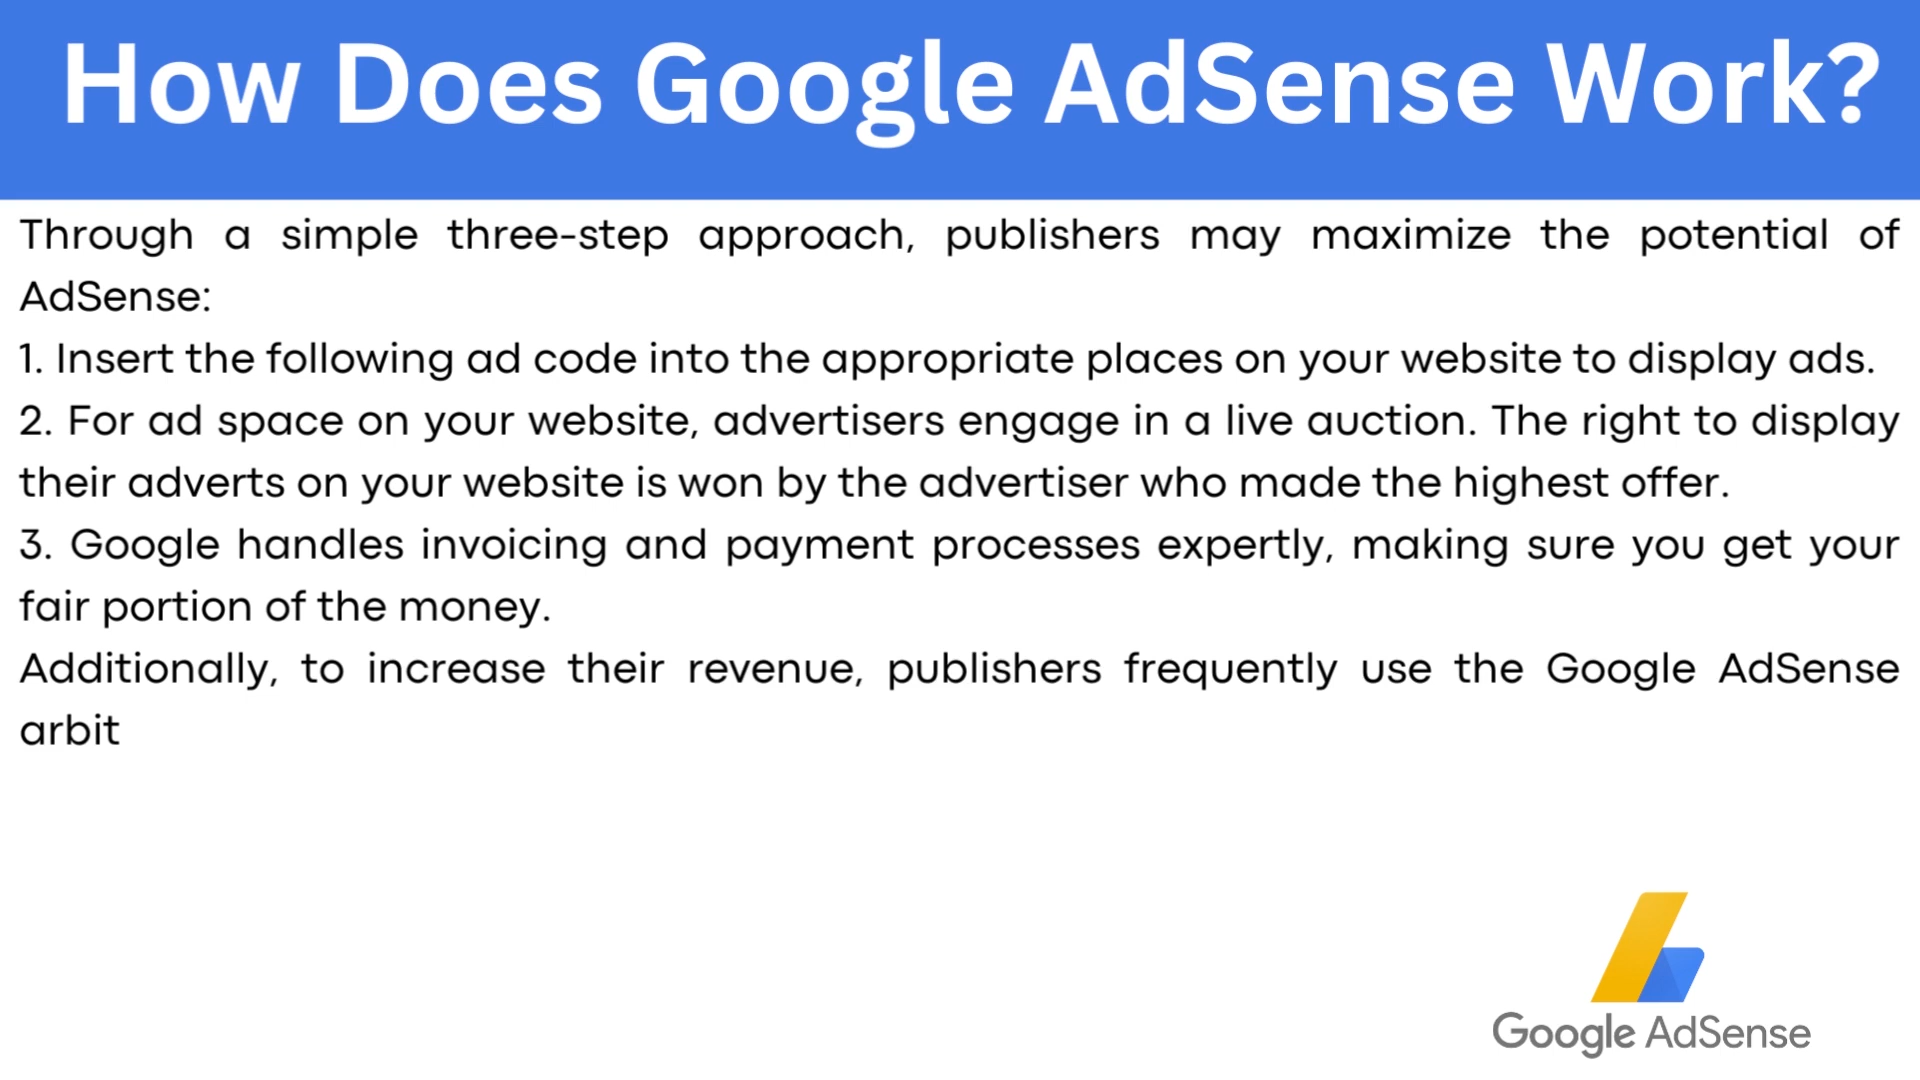 How Does Google AdSense Work?
Through a simple three-step approach, publishers may maximize the potential of
AdSense:
1. Insert the following ad code into the appropriate places on your website to display ads.
2. For ad space on your website, advertisers engage in a live auction. The right to display
their adverts on your website is won by the advertiser who made the highest offer.
3. Google handles invoicing and payment processes expertly, making sure you get your
fair portion of the money.
Additionally, to increase their revenue, publishers frequently use the Google AdSense
arbit
Google AdSense